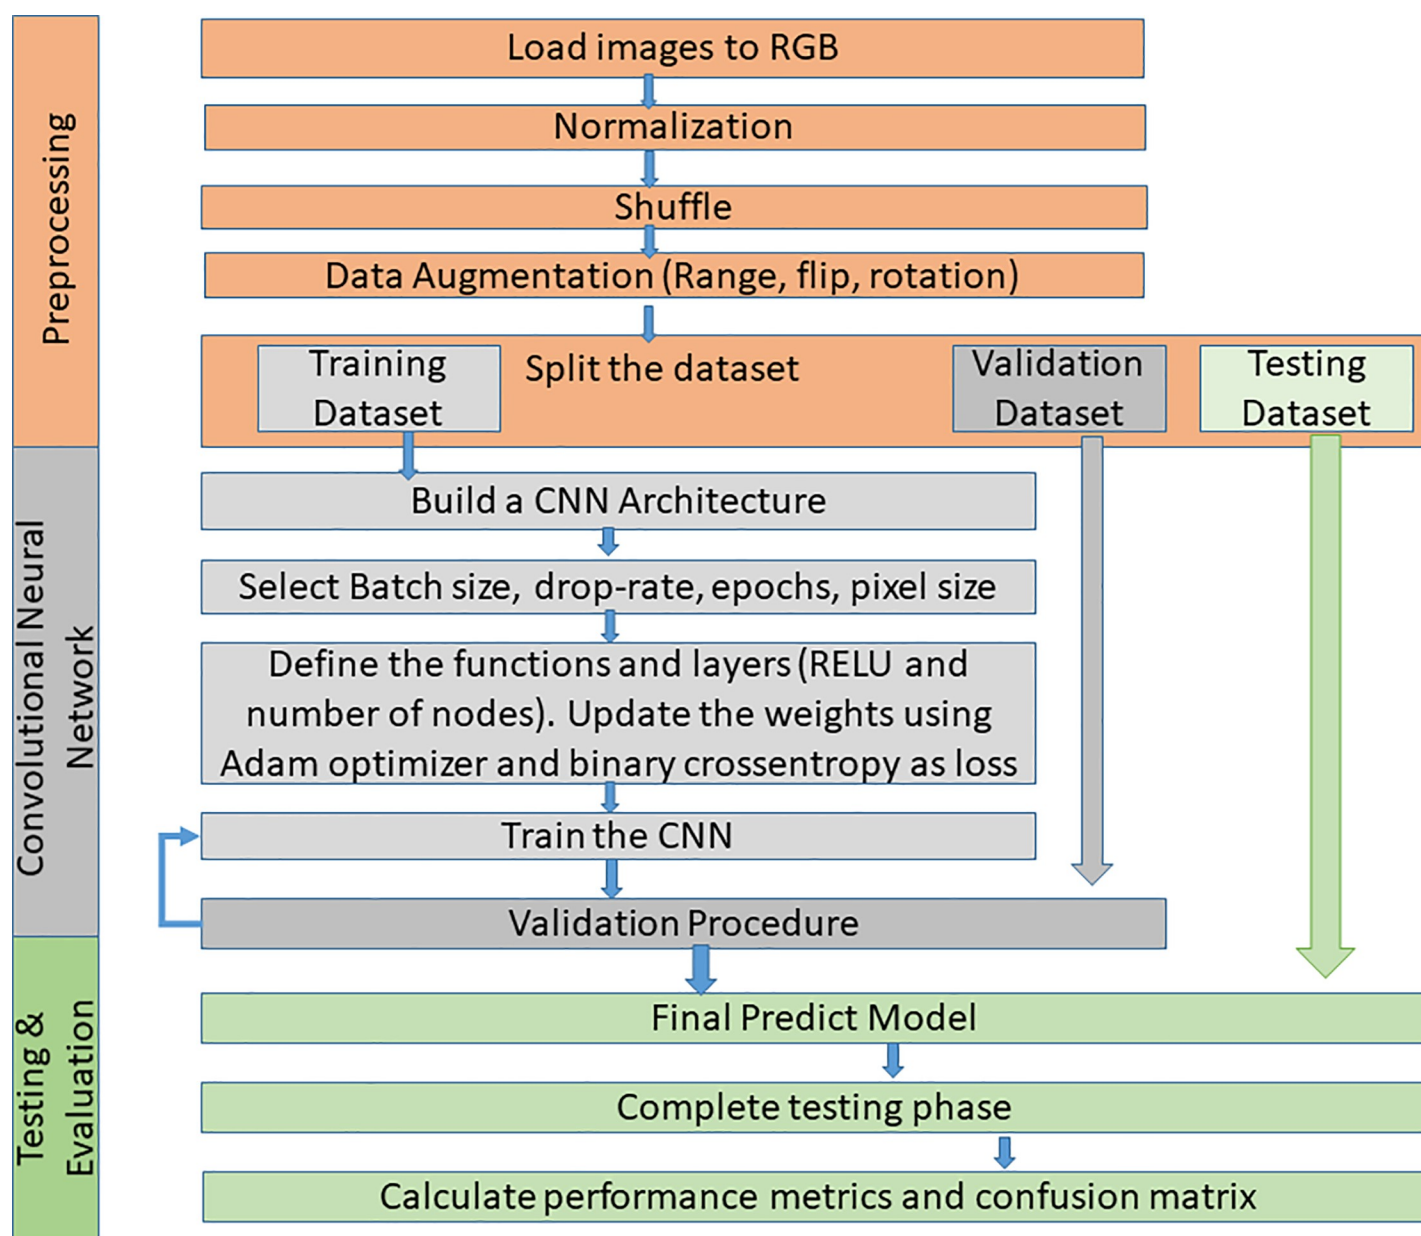 Preprocessing
Load images to RGB
Normalization
Shuffle
Data Augmentation (Range, flip, rotation)
Split the dataset
Training
Dataset
Validation
Dataset
Testing
Dataset
Convolutional Neural
Network
Build a CNN Architecture
Select Batch size, drop-rate, epochs, pixel size
Define the functions and layers (RELU and
number of nodes). Update the weights using
Adam optimizer and binary crossentropy as loss
Train the CNN
Validation Procedure
Testing &
Evaluation
Final Predict Model
Complete testing phase
Calculate performance metrics and confusion matrix